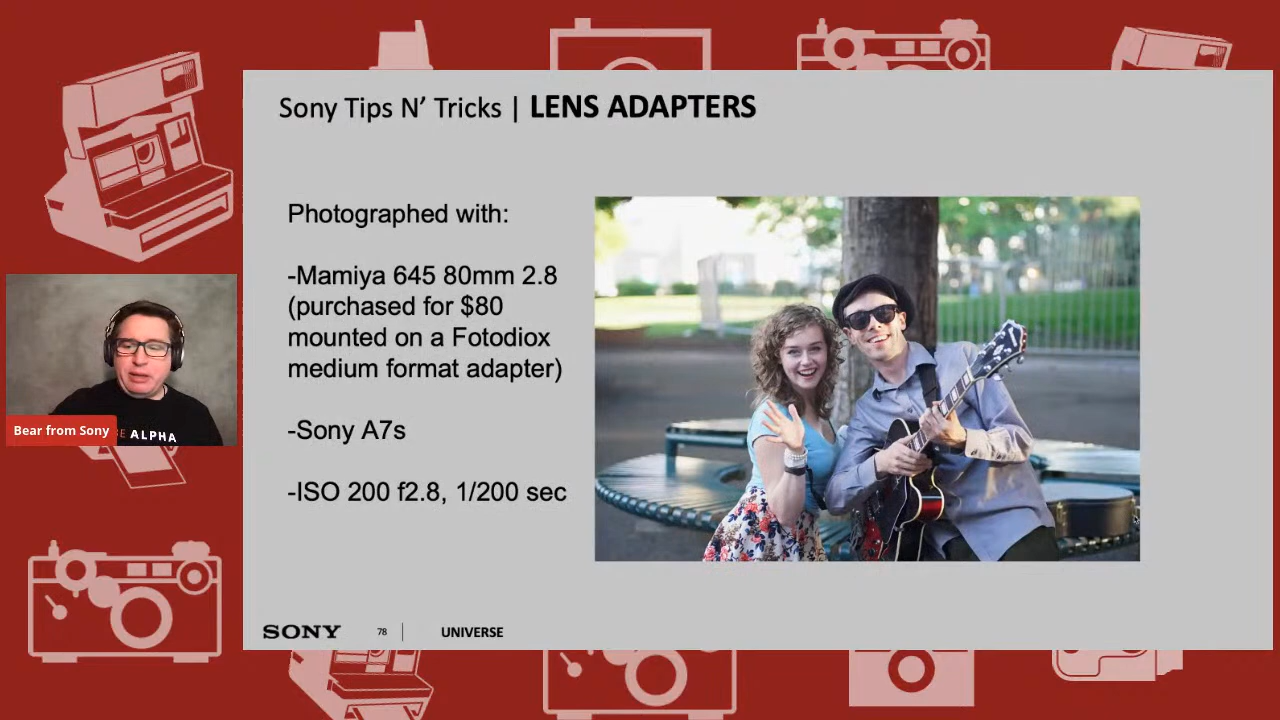 Sony Tips N' Tricks | LENS ADAPTERS
Photographed with:
-Mamiya 645 80mm 2.8
(purchased for $80
mounted on a Fotodiox
medium format adapter)
-Sony A7s
-ISO 200 f2.8, 1/200 sec
Bear from Sony
ALPHA
SONY 78 | UNIVERSE